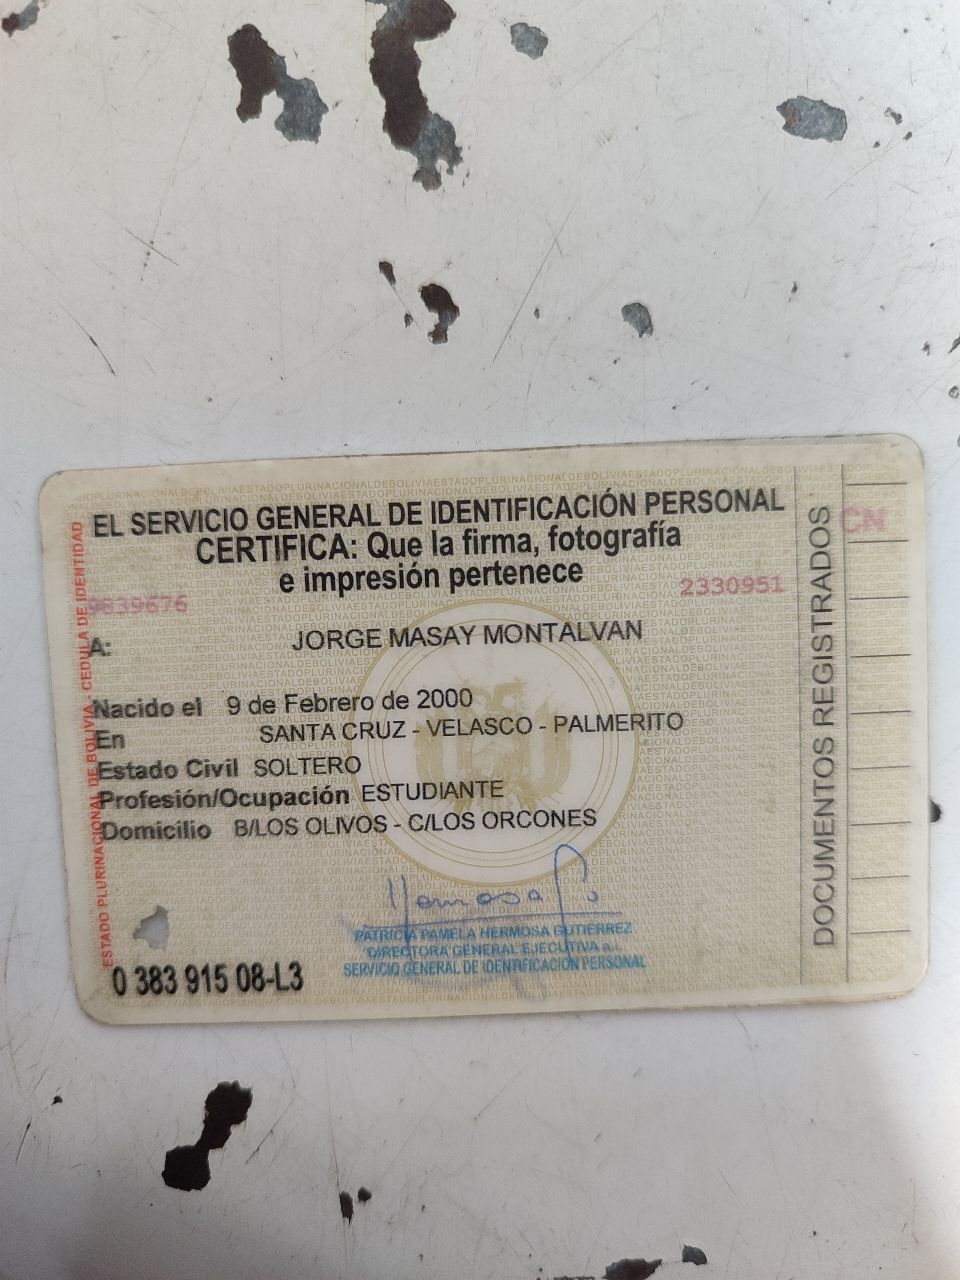 EL SERVICIO GENERAL DE IDENTIFICACIÓN PERSONAL
CERTIFICA: Que la firma, fotografía
e impresión pertenece
9839676
2330951
A: JORGE MASAY MONTALVAN
Nacido el 9 de Febrero de 2000
En SANTA CRUZ - VELASCO - PALMERITO
Estado Civil SOLTERO
Profesión/Ocupación ESTUDIANTE
Domicilio B/LOS OLIVOS - C/LOS ORCONES
PATRICIA PAMELA HERMOSA GUTIERREZ
DIRECTORA GENERAL EJECUTIVA a.i.
SERVICIO GENERAL DE IDENTIFICACIÓN PERSONAL
0 383 915 08-L3
ESTADO PLURINACIONAL DE BOLIVIA - CEDULA DE IDENTIDAD
DOCUMENTOS REGISTRADOS
CN